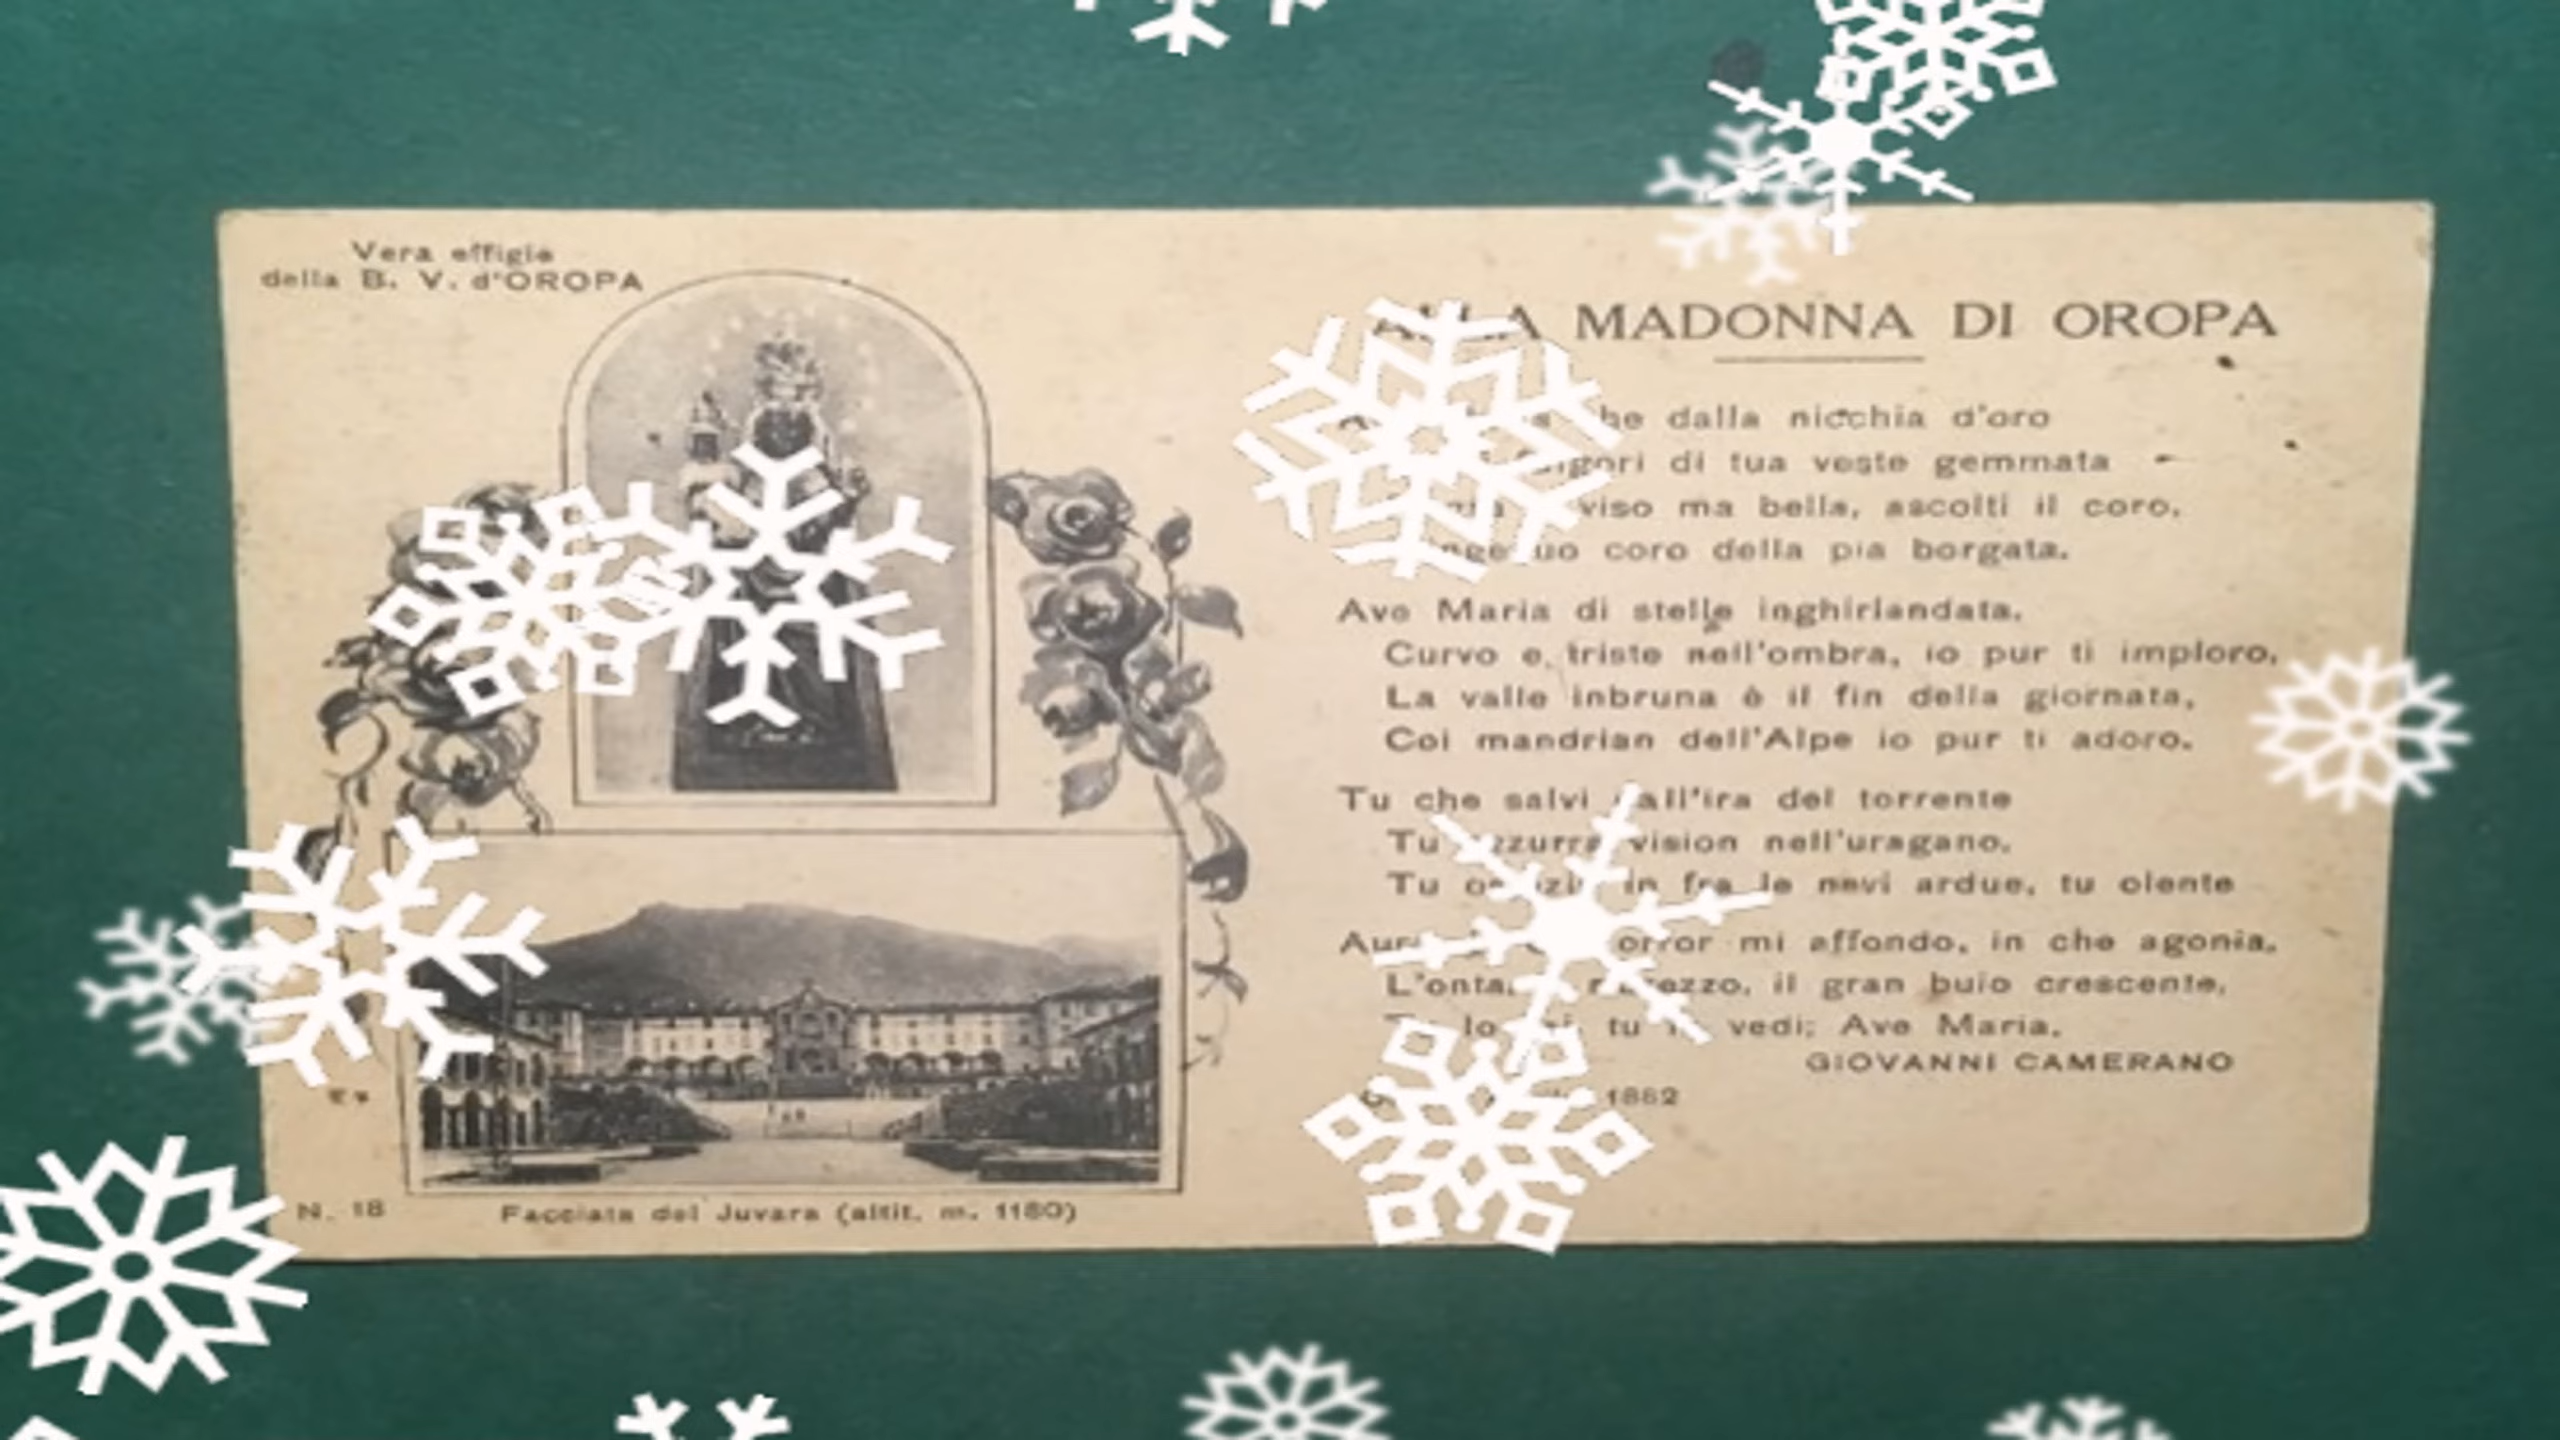 Vera effigie
della B. V. d'OROPA
N. 18
Facciata del Juvara (altit. m. 1180)
ALLA MADONNA DI OROPA
che dalla nicchia d'oro
di tua veste gemmata
viso ma bella, ascolti il coro,
coro della pia borgata.
Ave Maria di stelle inghirlandata.
Curvo e triste nell'ombra, io pur ti imploro,
La valle inbruna è il fin della giornata,
Coi mandrian dell'Alpe io pur ti adoro.
Tu che salvi dall'ira del torrente
Tu azzurra vision nell'uragano,
Tu in fra le nevi ardue, tu olente
mi affondo, in che agonia,
L'onta, il gran buio crescente,
tu vedi; Ave Maria.
GIOVANNI CAMERANO
1882